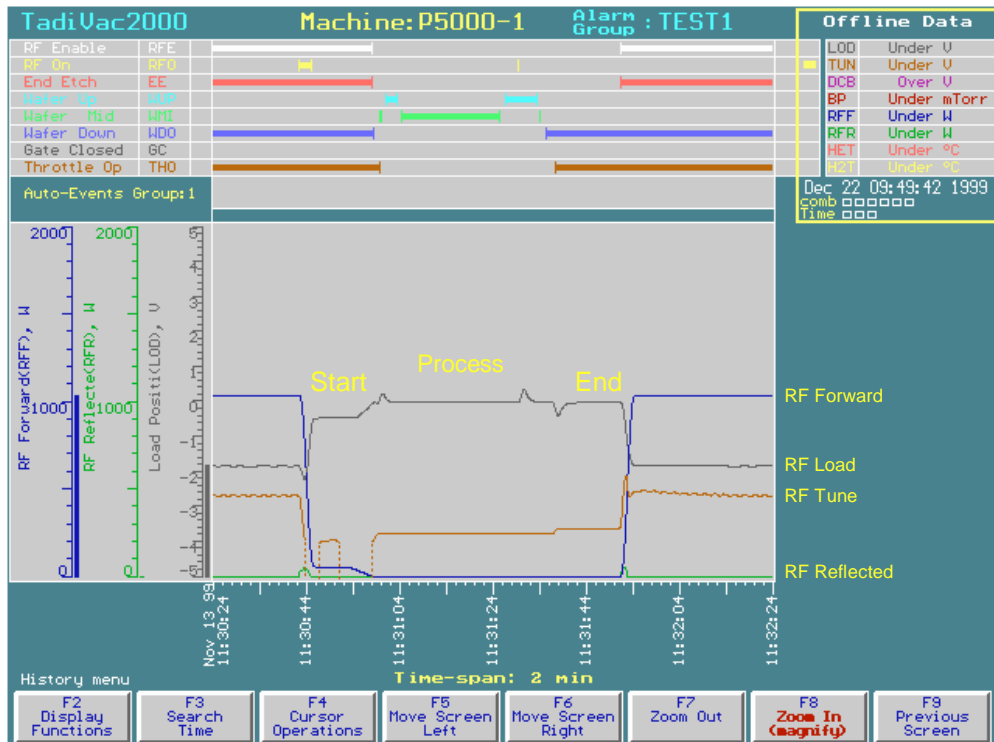 TadiVac2000 Machine:P5000-1 Alarm Group :TEST1 Offline Data
RF Enable RFE
RF On RFO
End Etch EE
Wafer Up WUP
Wafer Mid WMI
Wafer Down WDO
Gate Closed GC
Throttle Op THO
LOD Under V
TUN Under V
DCB Over V
BP Under mTorr
RFF Under W
RFR Under W
HET Under °C
H2T Under °C
Auto-Events Group:1
Dec 22 09:49:42 1999
comb
Time
RF Forward(RFF), W
2000
1000
0
RF Reflecte(RFR), W
2000
1000
0
Load Positi(LOD), V
5
4
3
2
1
0
-1
-2
-3
-4
-5
Start
Process
End
RF Forward
RF Load
RF Tune
RF Reflected
Nov 13 99
11:30:24
11:30:44
11:31:04
11:31:24
11:31:44
11:32:04
11:32:24
History menu
Time-span: 2 min
F2 Display Functions
F3 Search Time
F4 Cursor Operations
F5 Move Screen Left
F6 Move Screen Right
F7 Zoom Out
F8 Zoom In (magnify)
F9 Previous Screen